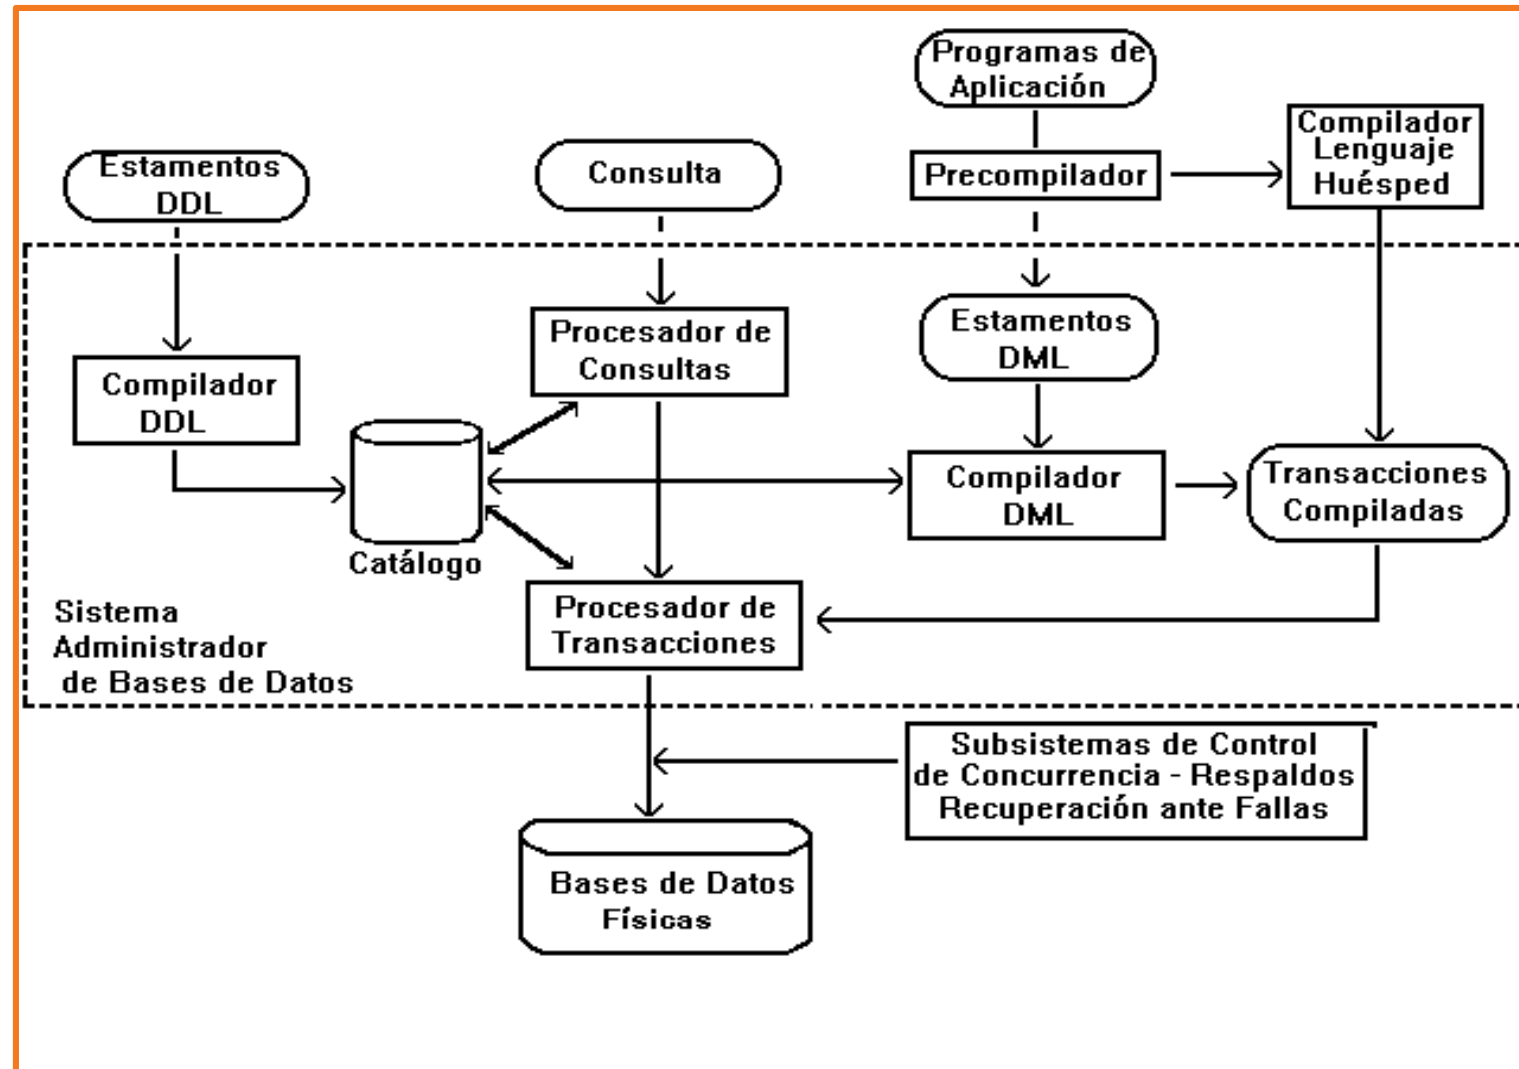 Programas de
Aplicación
Compilador
Lenguaje
Huésped
Estamentos
DDL
Consulta
Precompilador
Procesador de
Consultas
Estamentos
DML
Compilador
DDL
Catálogo
Compilador
DML
Transacciones
Compiladas
Procesador de
Transacciones
Sistema
Administrador
de Bases de Datos
Subsistemas de Control
de Concurrencia - Respaldos
Recuperación ante Fallas
Bases de Datos
Físicas